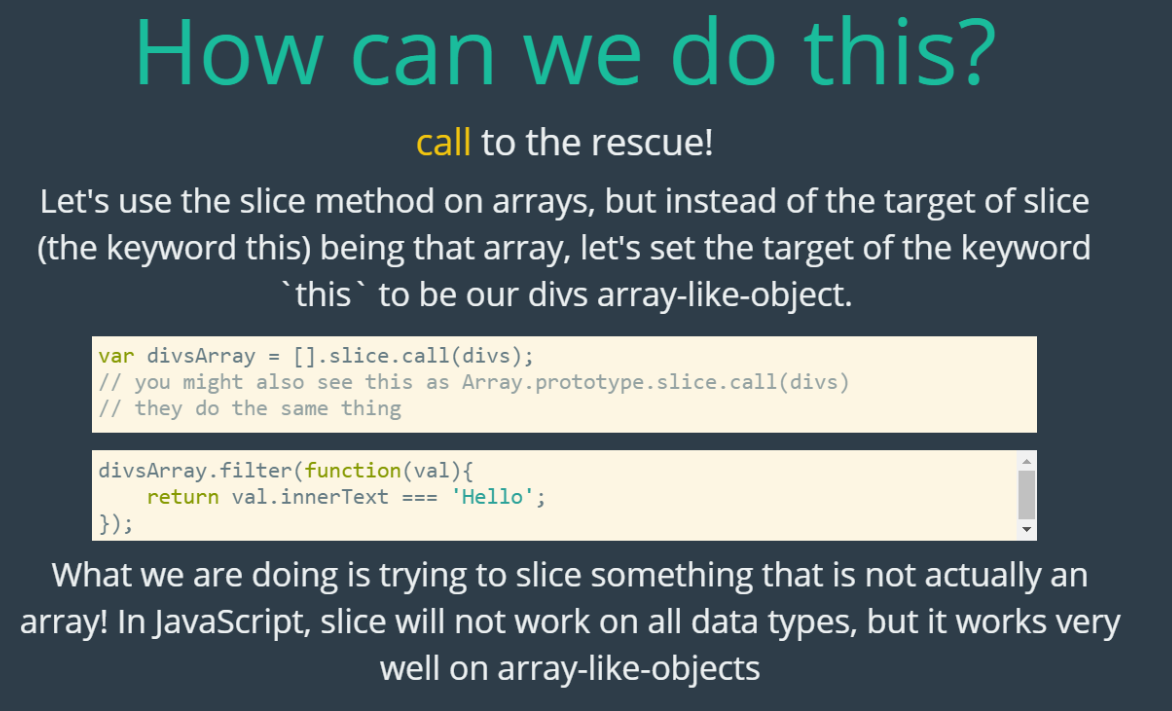 How can we do this?
call to the rescue!
Let's use the slice method on arrays, but instead of the target of slice
(the keyword this) being that array, let's set the target of the keyword
`this` to be our divs array-like-object.
var divsArray = [].slice.call(divs);
// you might also see this as Array.prototype.slice.call(divs)
// they do the same thing
divsArray.filter(function(val){
    return val.innerText === 'Hello';
});
What we are doing is trying to slice something that is not actually an
array! In JavaScript, slice will not work on all data types, but it works very
well on array-like-objects